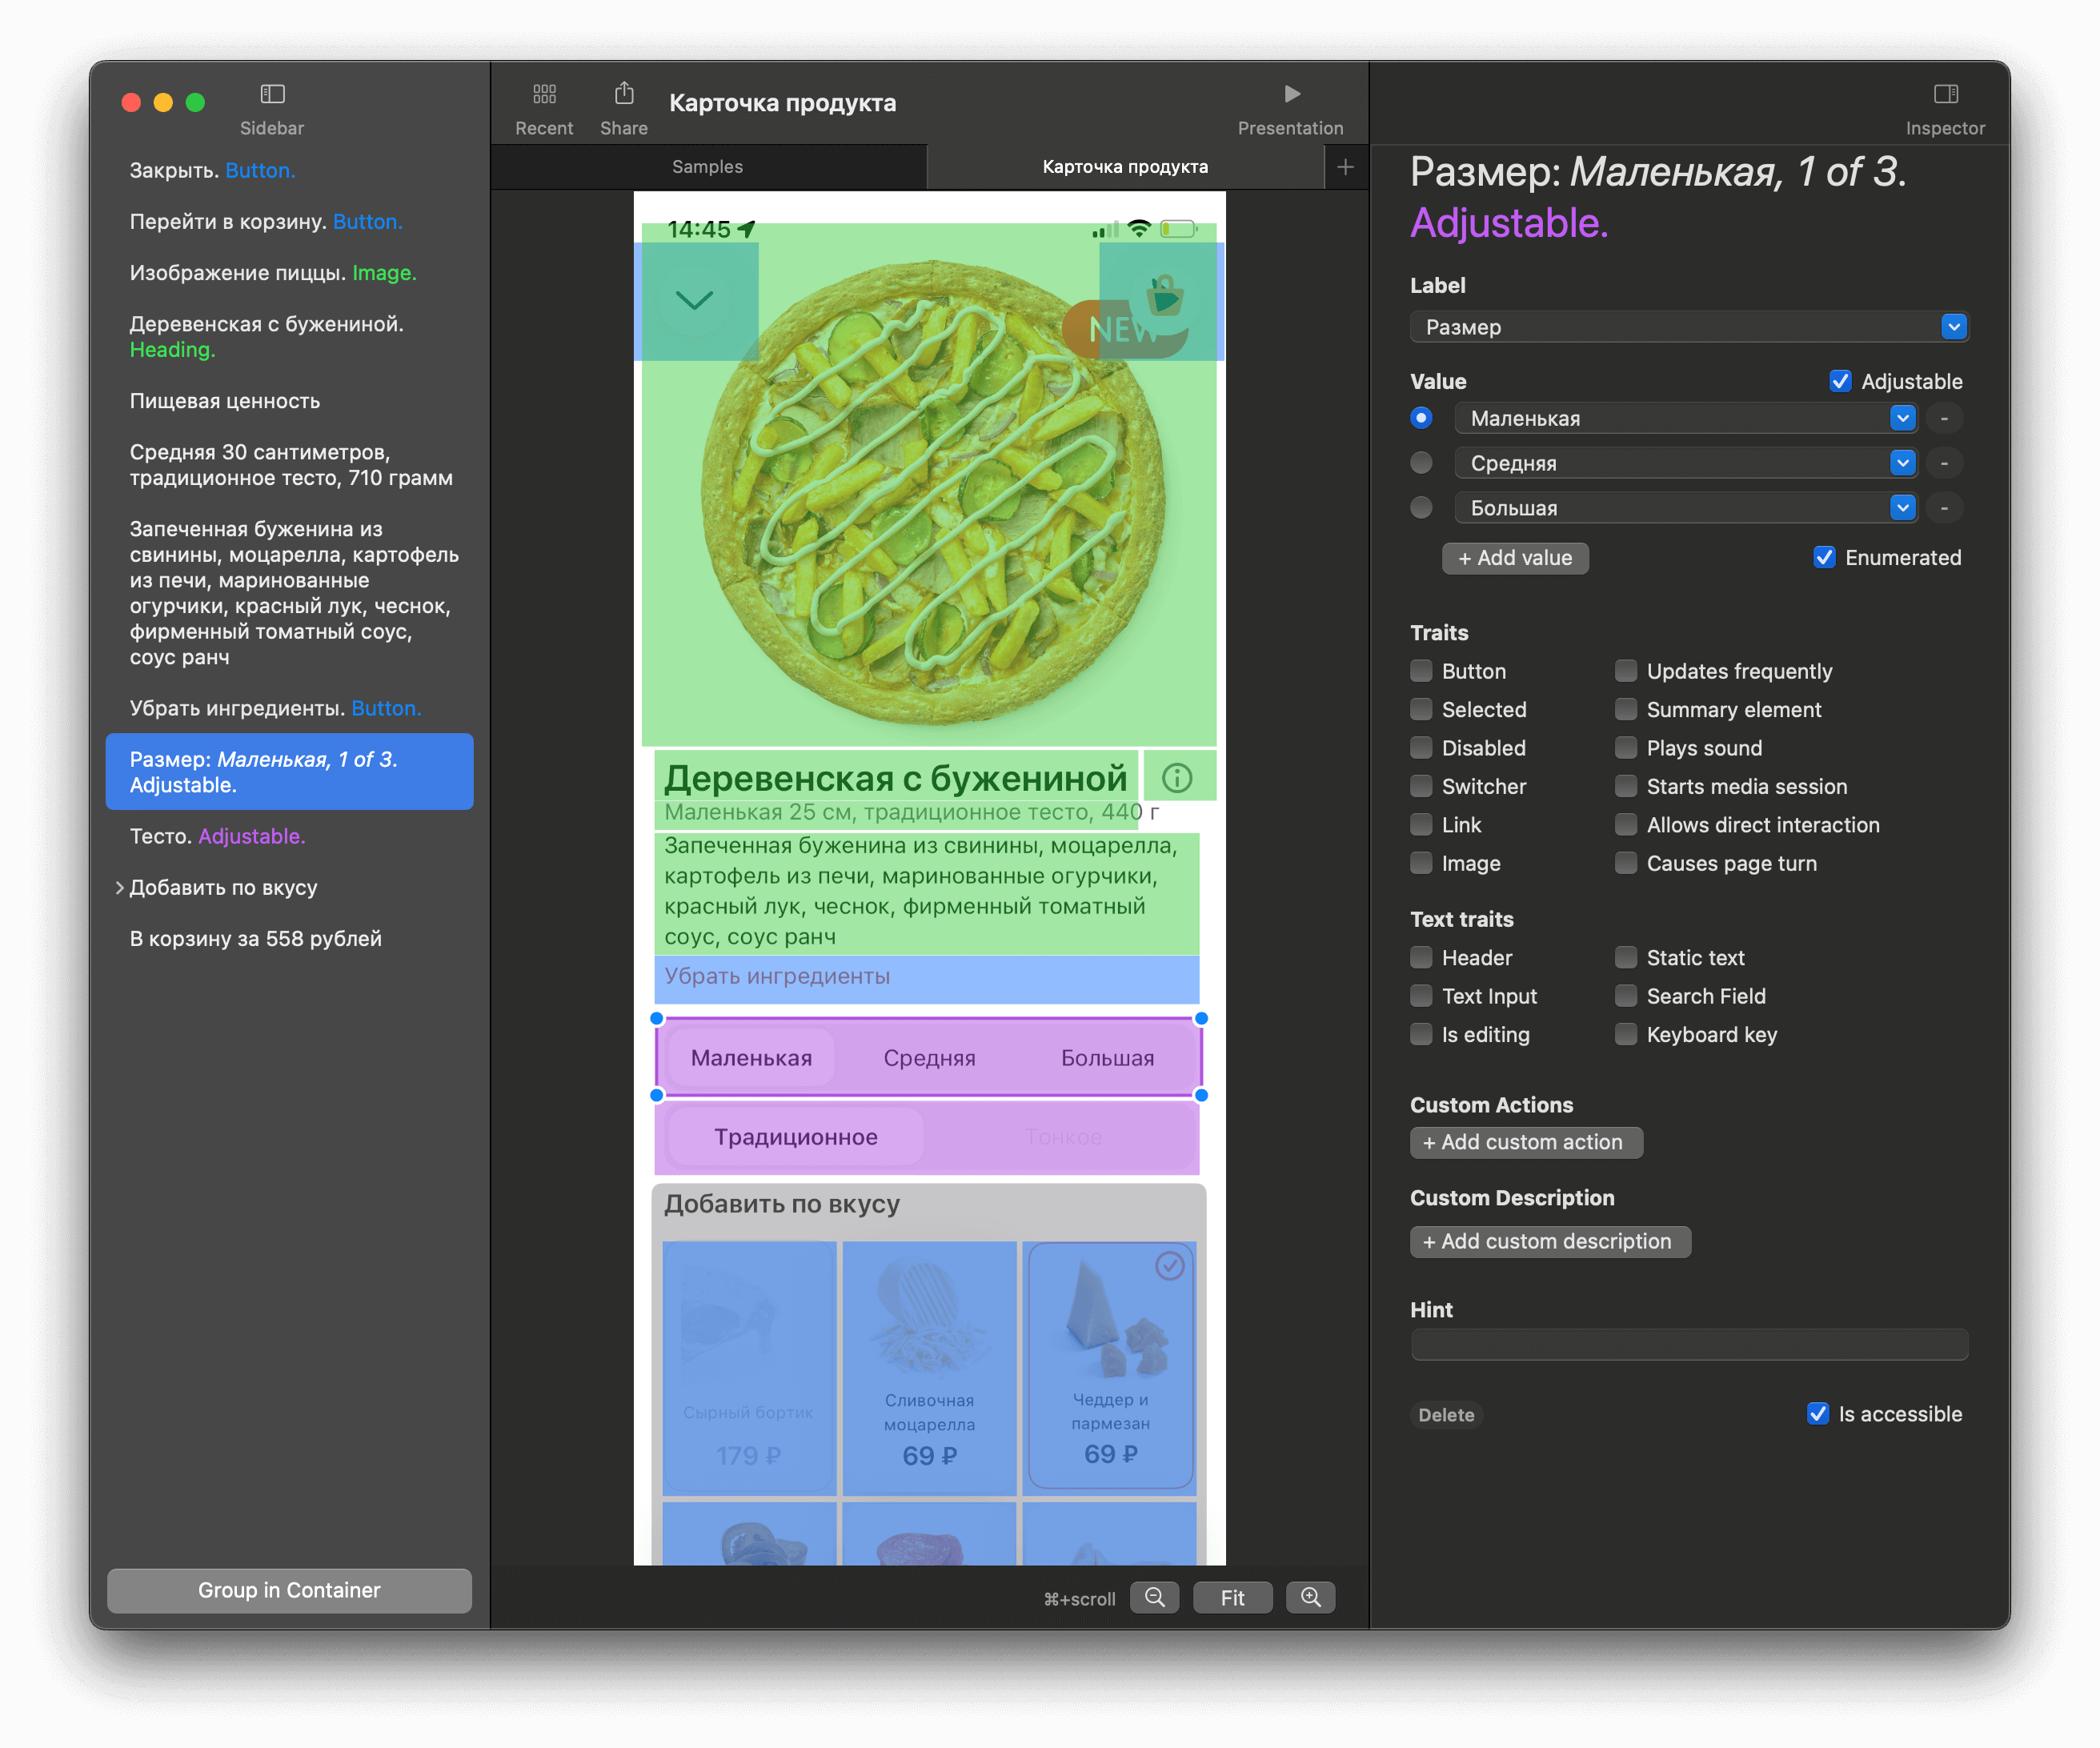 Sidebar
Закрыть. Button.
Перейти в корзину. Button.
Изображение пиццы. Image.
Деревенская с бужениной.
Heading.
Пищевая ценность
Средняя 30 сантиметров,
традиционное тесто, 710 грамм
Запеченная буженина из
свинины, моцарелла, картофель
из печи, маринованные
огурчики, красный лук, чеснок,
фирменный томатный соус,
соус ранч
Убрать ингредиенты. Button.
Размер: Маленькая, 1 of 3.
Adjustable.
Тесто. Adjustable.
Добавить по вкусу
В корзину за 558 рублей
Group in Container
Recent
Share
Карточка продукта
Presentation
Samples
Карточка продукта
14:45
NEW
Деревенская с бужениной
Маленькая 25 см, традиционное тесто, 440 г
Запеченная буженина из свинины, моцарелла,
картофель из печи, маринованные огурчики,
красный лук, чеснок, фирменный томатный
соус, соус ранч
Убрать ингредиенты
Маленькая Средняя Большая
Традиционное Тонкое
Добавить по вкусу
Сырный бортик
179 ₽
Сливочная
моцарелла
69 ₽
Чеддер и
пармезан
69 ₽
⌘+scroll
Fit
Inspector
Размер: Маленькая, 1 of 3.
Adjustable.
Label
Размер
Value Adjustable
Маленькая -
Средняя -
Большая -
+ Add value Enumerated
Traits
Button Updates frequently
Selected Summary element
Disabled Plays sound
Switcher Starts media session
Link Allows direct interaction
Image Causes page turn
Text traits
Header Static text
Text Input Search Field
Is editing Keyboard key
Custom Actions
+ Add custom action
Custom Description
+ Add custom description
Hint
Delete Is accessible